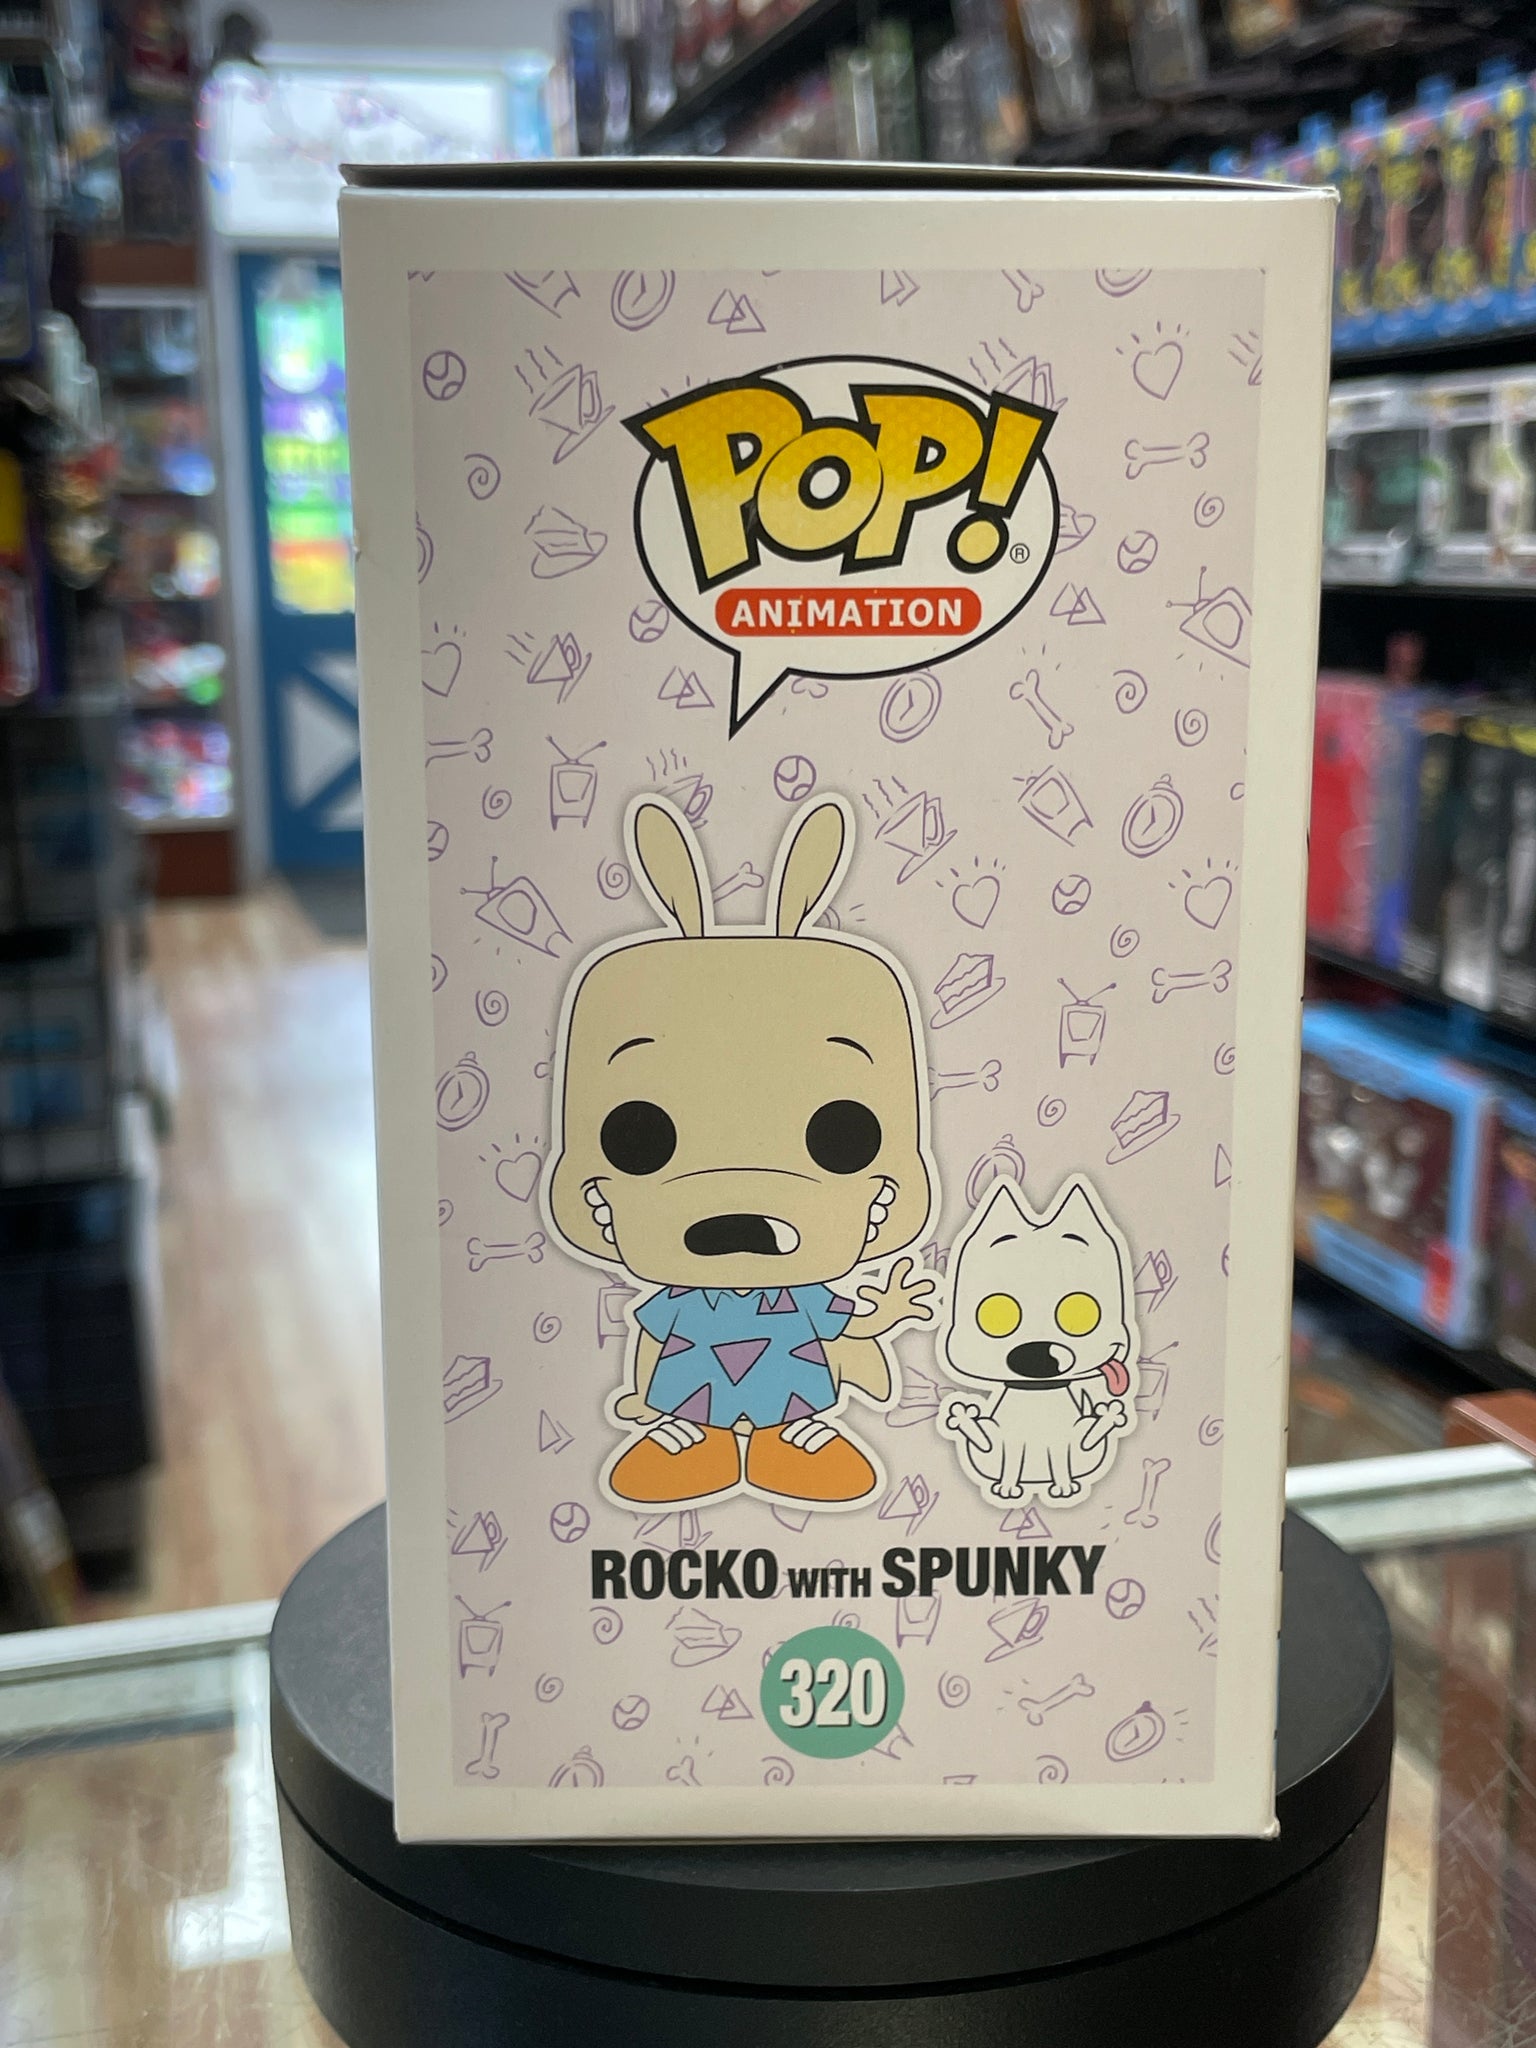 POP!
®
ANIMATION
ROCKO WITH SPUNKY
320